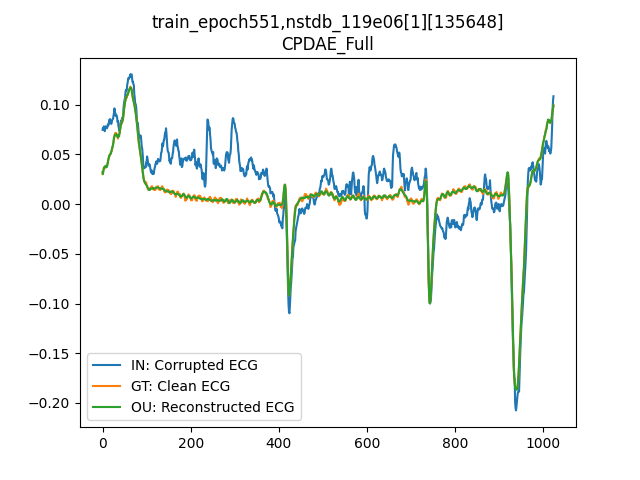 train_epoch551,nstdb_119e06[1][135648]
CPDAE_Full
0.10
0.05
0.00
−0.05
−0.10
−0.15
−0.20
IN: Corrupted ECG
GT: Clean ECG
OU: Reconstructed ECG
0 200 400 600 800 1000